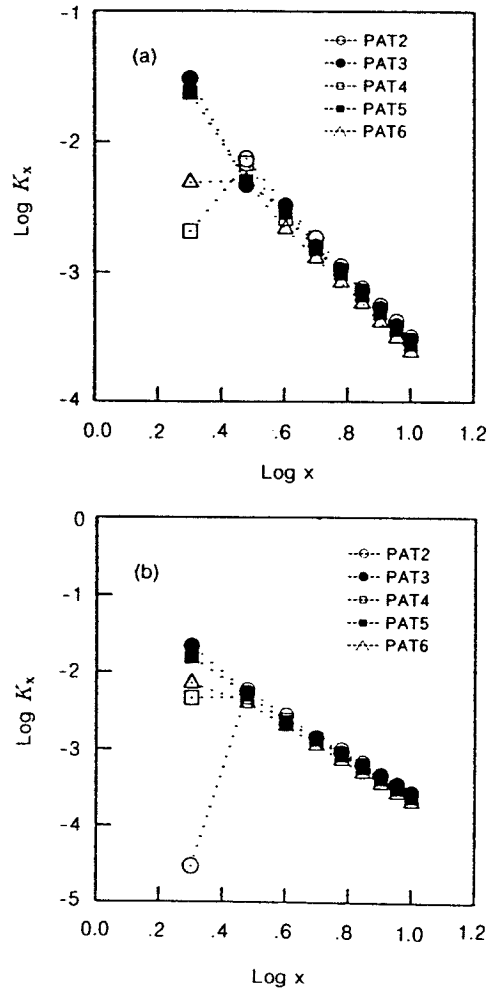 -1
(a)
PAT2
PAT3
PAT4
PAT5
PAT6
-2
Log Kx
-3
-4
0.0 .2 .4 .6 .8 1.0 1.2
Log x
0
(b)
PAT2
PAT3
PAT4
PAT5
PAT6
-1
-2
Log Kx
-3
-4
-5
0.0 .2 .4 .6 .8 1.0 1.2
Log x